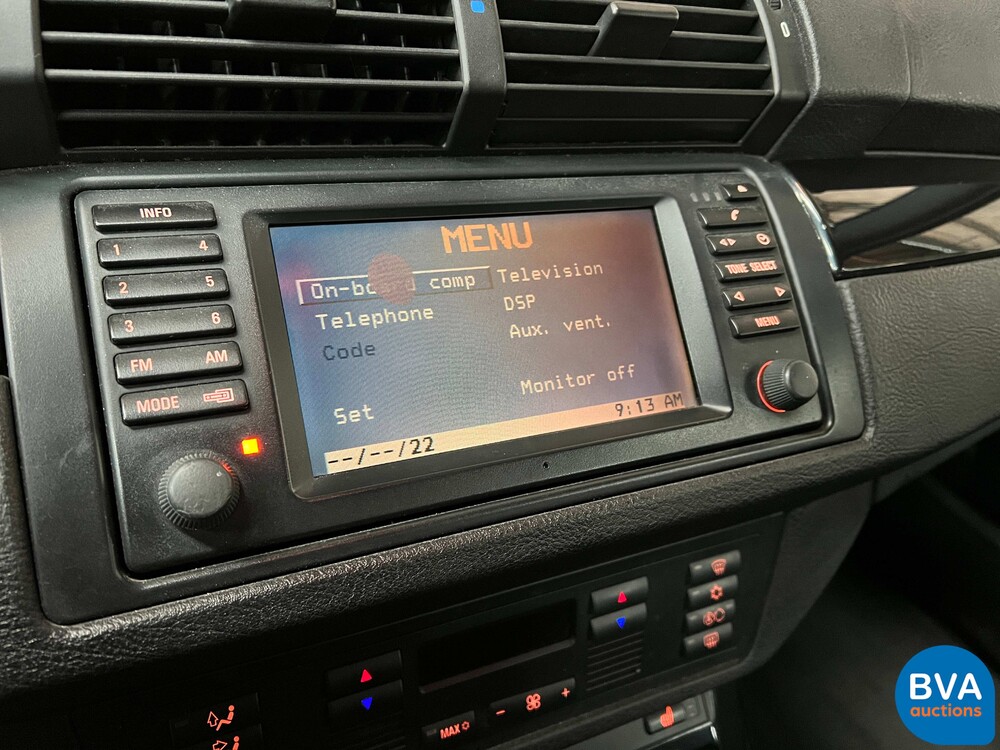 INFO
1 4
2 5
3 6
FM AM
MODE
MENU
On-board comp
Television
Telephone
DSP
Code
Aux. vent.
Monitor off
Set
9:13 AM
--/--/22
TONE SELECT
MENU
MAX
- +
BVA
auctions